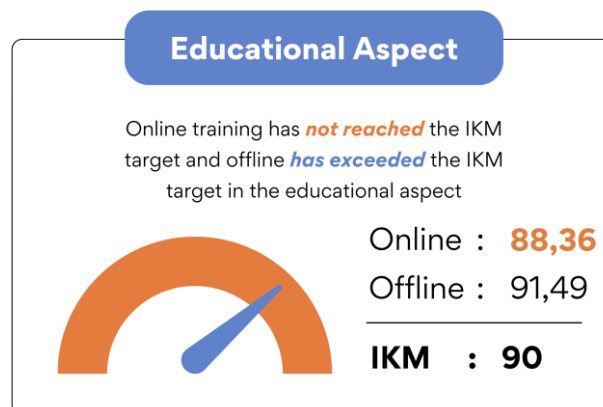 Educational Aspect
Online training has not reached the IKM
target and offline has exceeded the IKM
target in the educational aspect
Online : 88,36
Offline : 91,49
IKM : 90